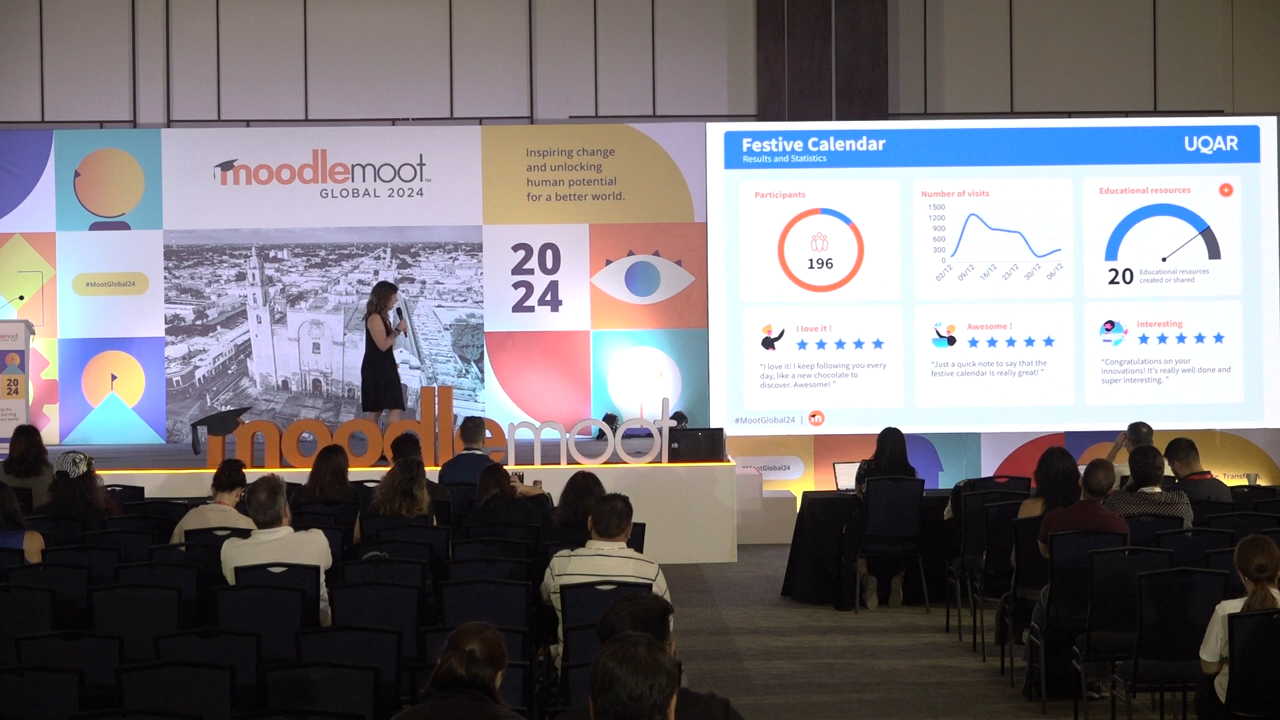 moodlemoot™
GLOBAL 2024
Inspiring change
and unlocking
human potential
for a better world.
#MootGlobal24
20
24
20
24
moodlemoot
Festive Calendar
Results and Statistics
UQAR
Participants
196
Number of visits
1500
1200
900
600
300
0
02/12
09/12
16/12
23/12
30/12
06/12
Educational resources
+
20
Educational resources
created or shared
I love it !
"I love it! I keep following you every
day, like a new chocolate to
discover. Awesome! "
Awesome !
"Just a quick note to say that the
festive calendar is really great! "
Interesting
"Congratulations on your
innovations! It's really well done and
super interesting. "
#MootGlobal24 | m